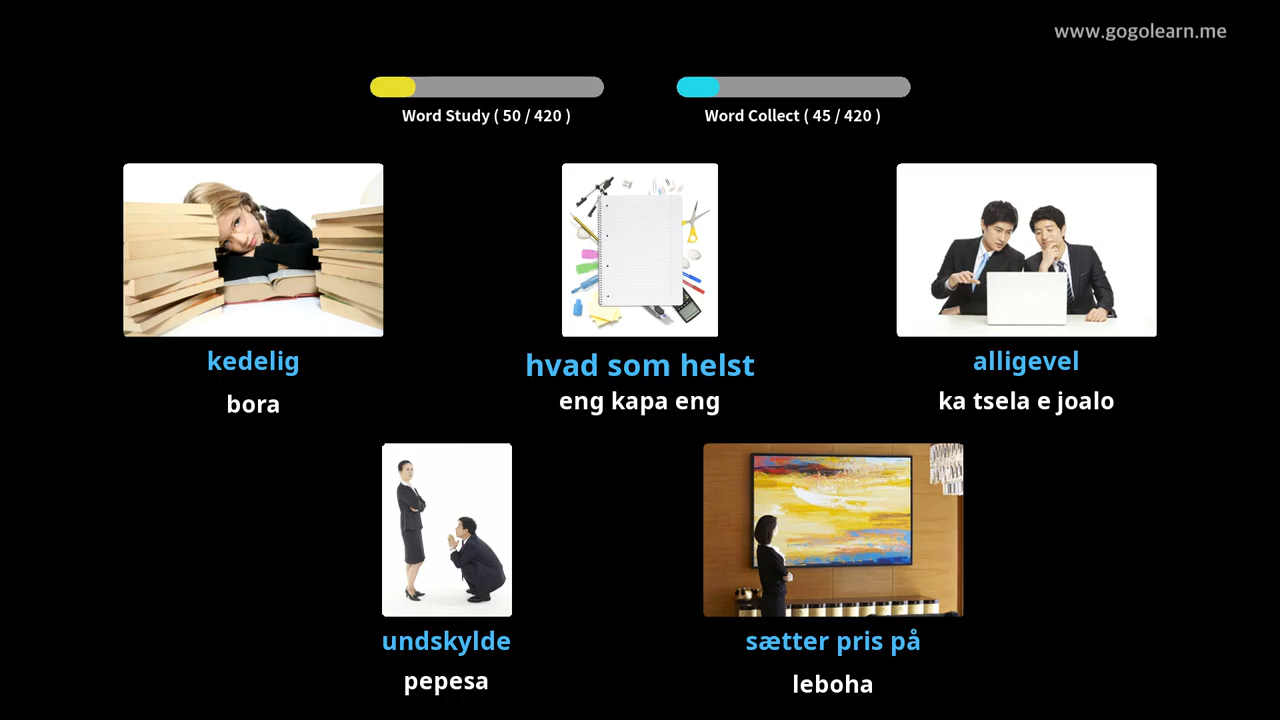 www.gogolearn.me
Word Study ( 50 / 420 )
Word Collect ( 45 / 420 )
kedelig
bora
hvad som helst
eng kapa eng
alligevel
ka tsela e joalo
undskylde
pepesa
sætter pris på
leboha